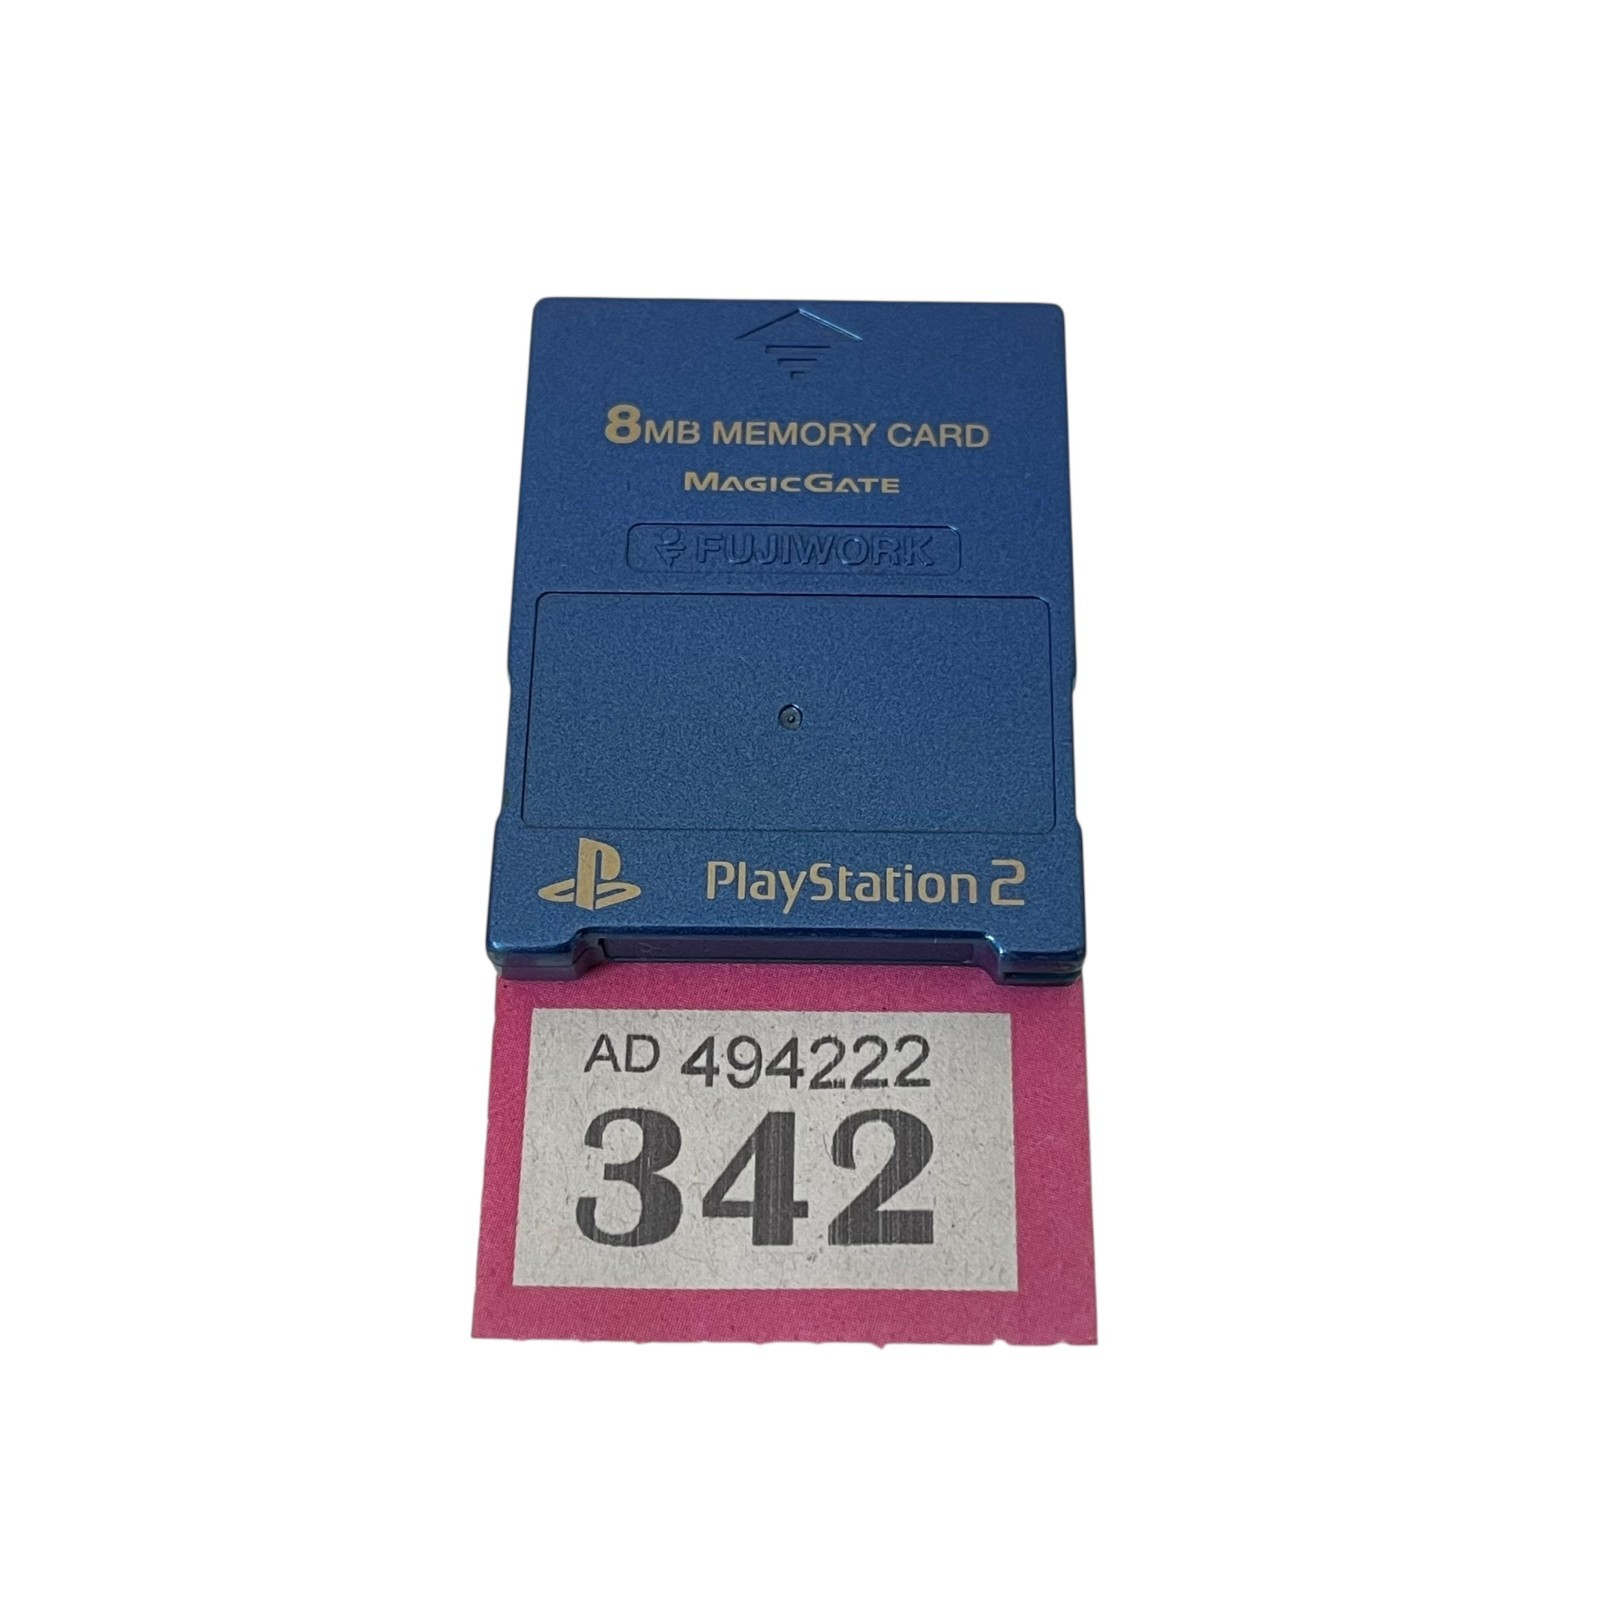 8MB MEMORY CARD
MAGICGATE
FUJIWORK
PlayStation 2
AD 494222
342